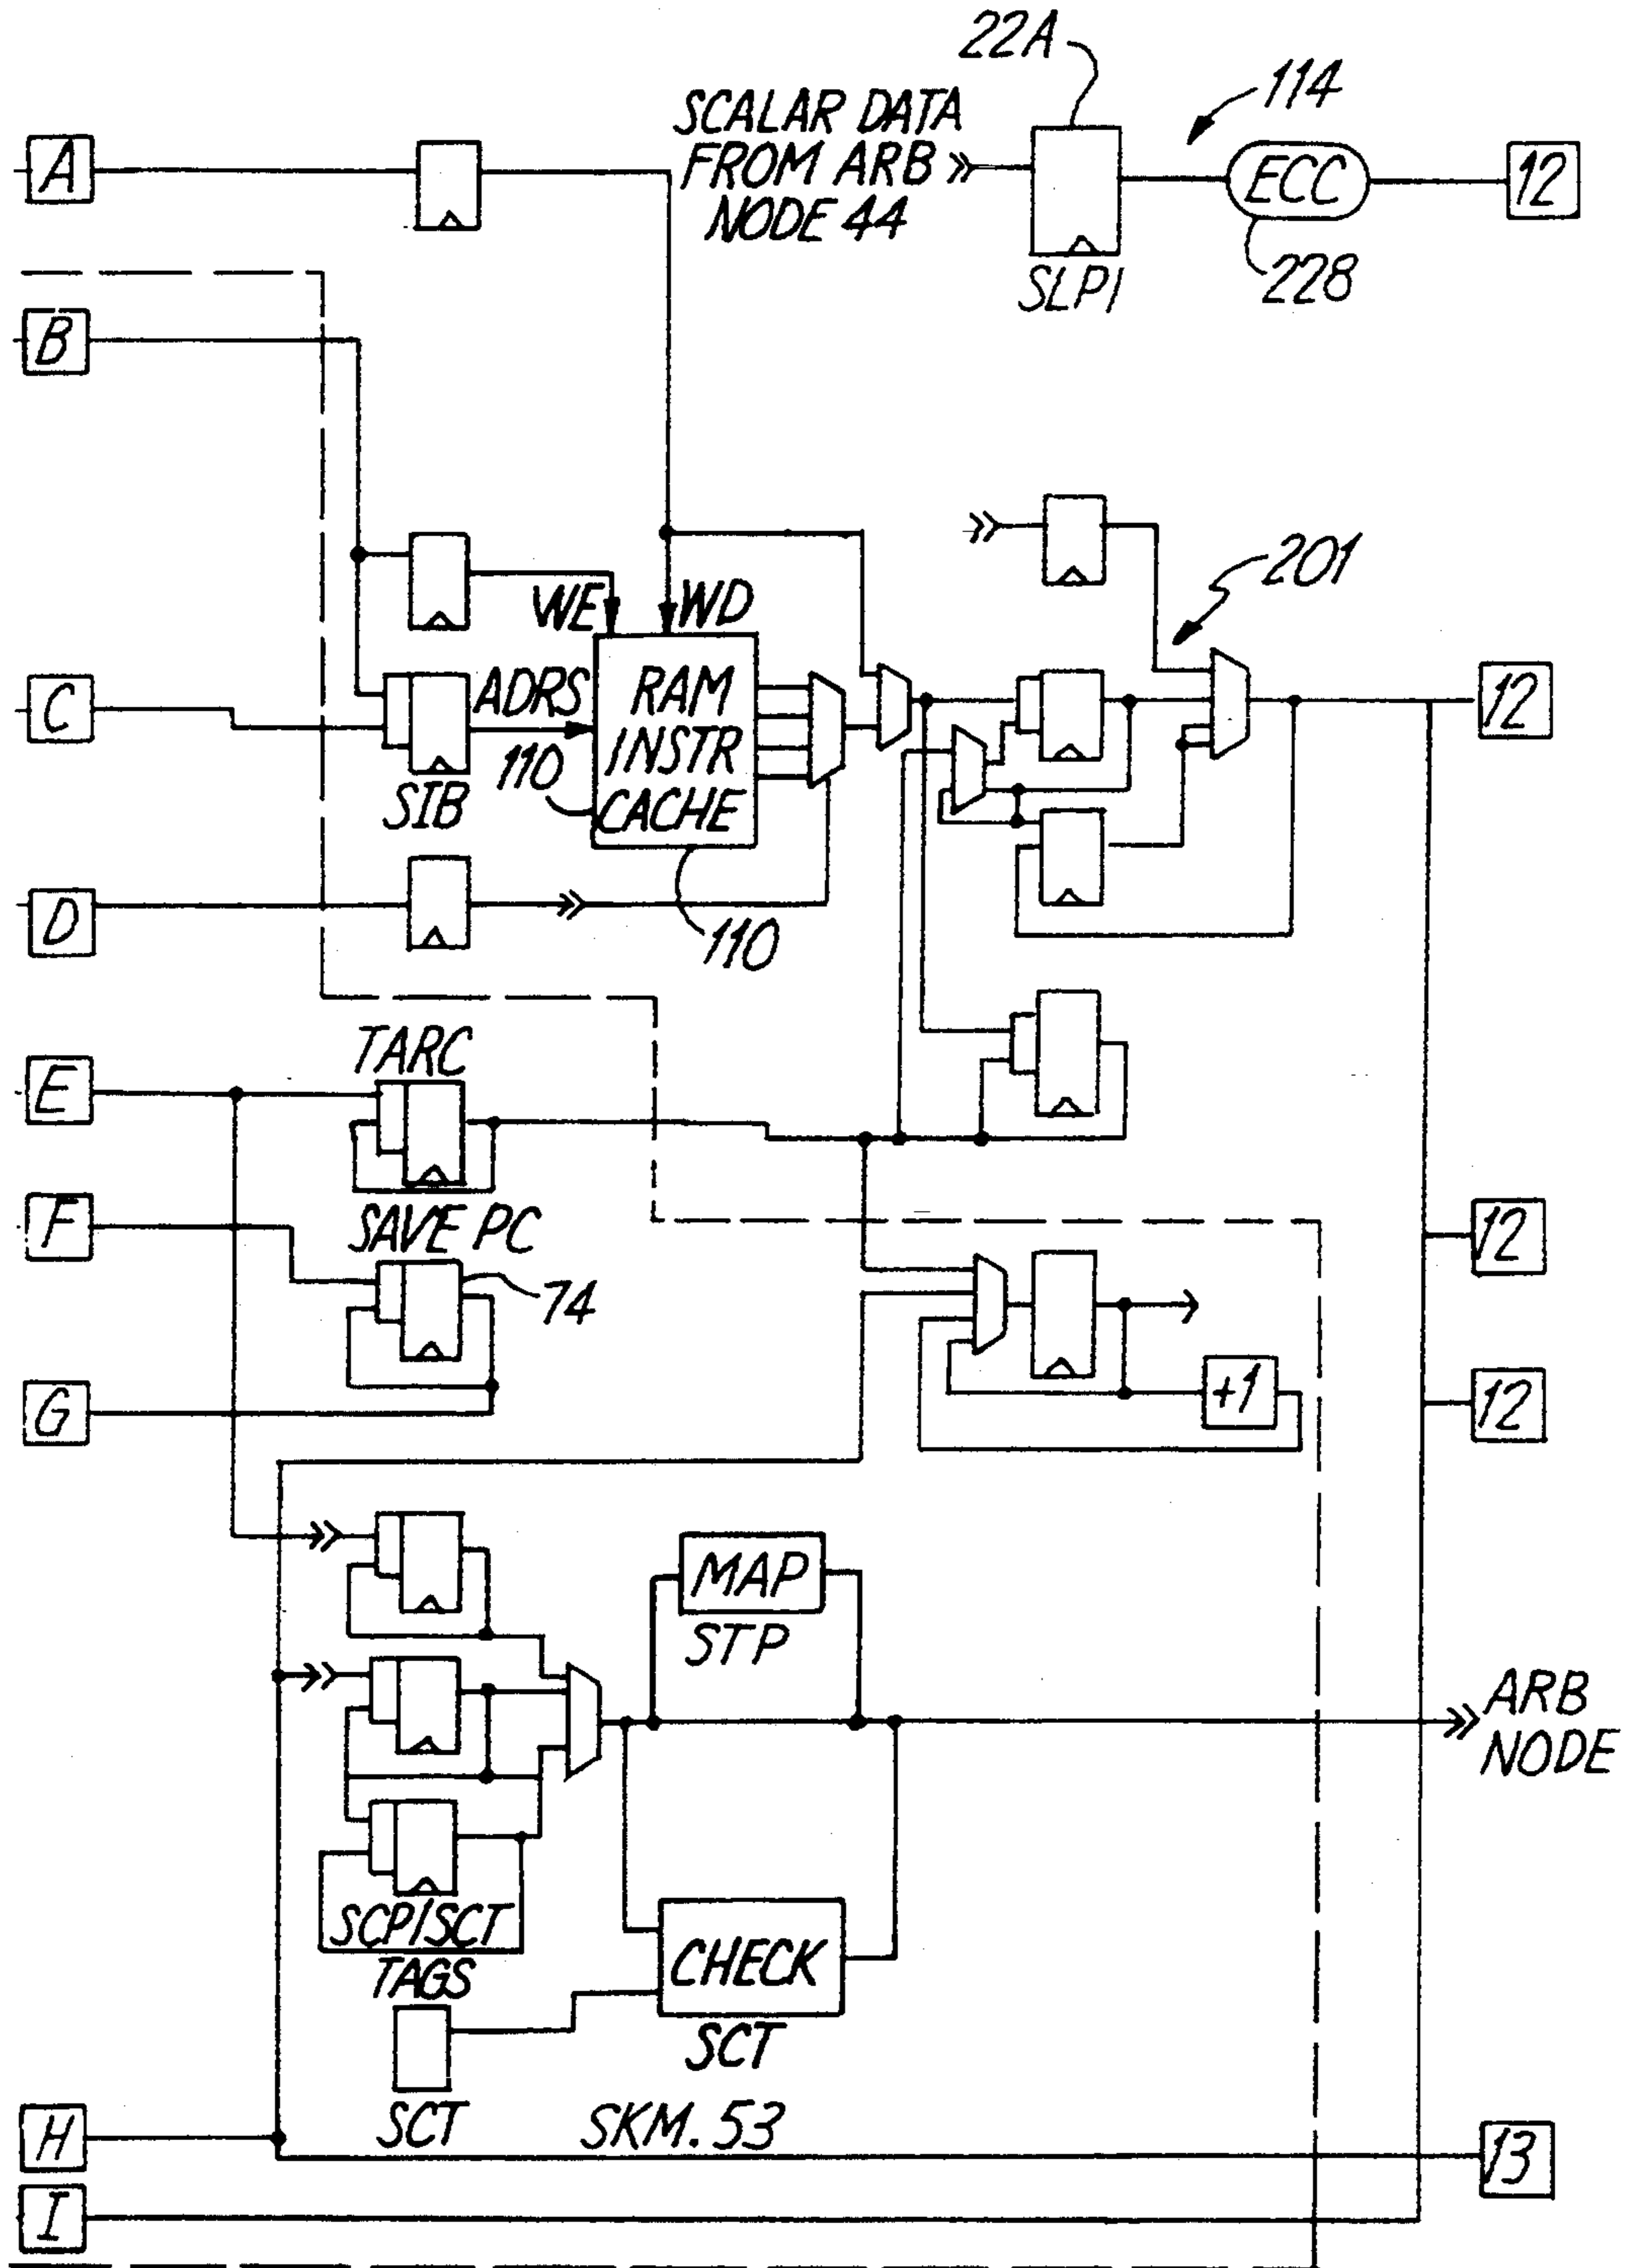 22A
114
SCALAR DATA
FROM ARB
NODE 44
A
ECC
12
SLP1
228
B
201
WE
WD
C
ADRS
RAM
INSTR
CACHE
12
SIB
110
D
110
TARC
E
F
SAVE PC
12
74
G
+1
12
MAP
STP
ARB
NODE
SCP/SCT
TAGS
CHECK
SCT
SCT
SKM. 53
H
13
I